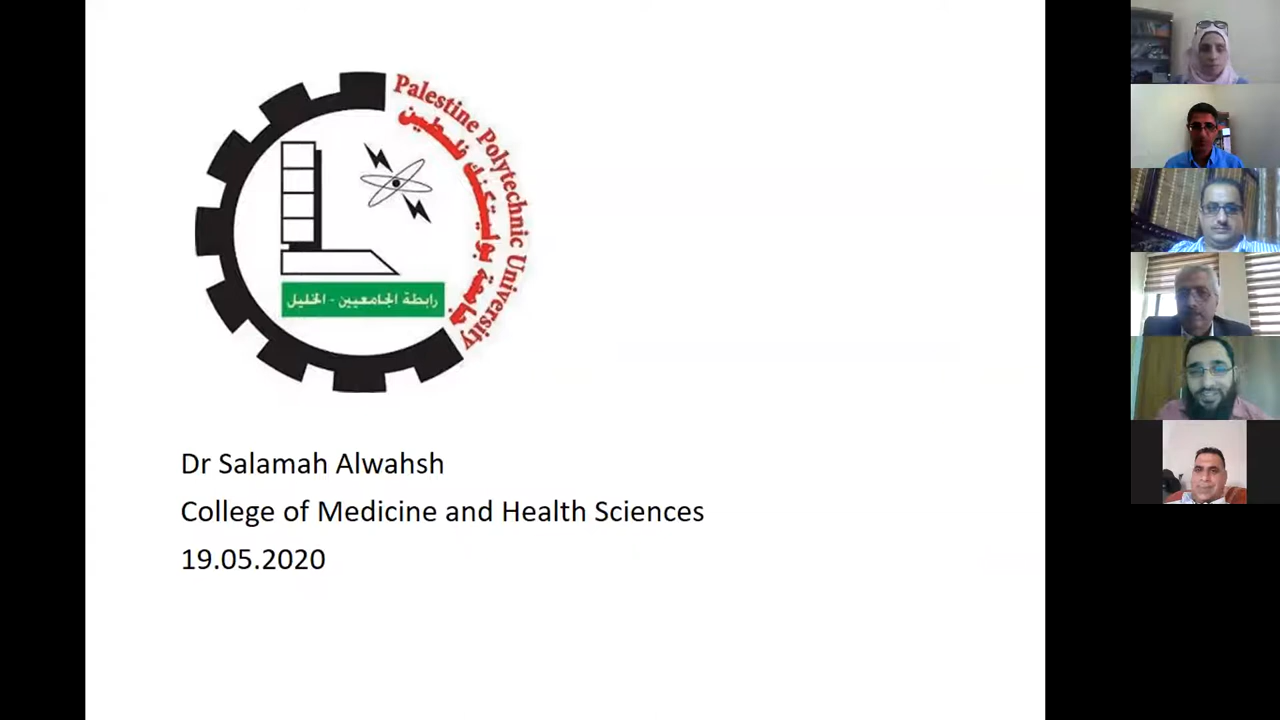 Palestine Polytechnic University
جامعة بوليتكنك فلسطين
رابطة الجامعيين - الخليل
Dr Salamah Alwahsh
College of Medicine and Health Sciences
19.05.2020